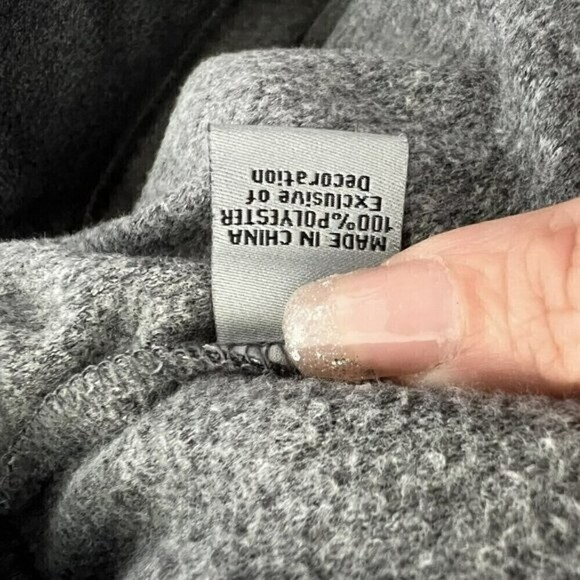 MADE IN CHINA
100%POLYESTER
Exclusive of
Decoration